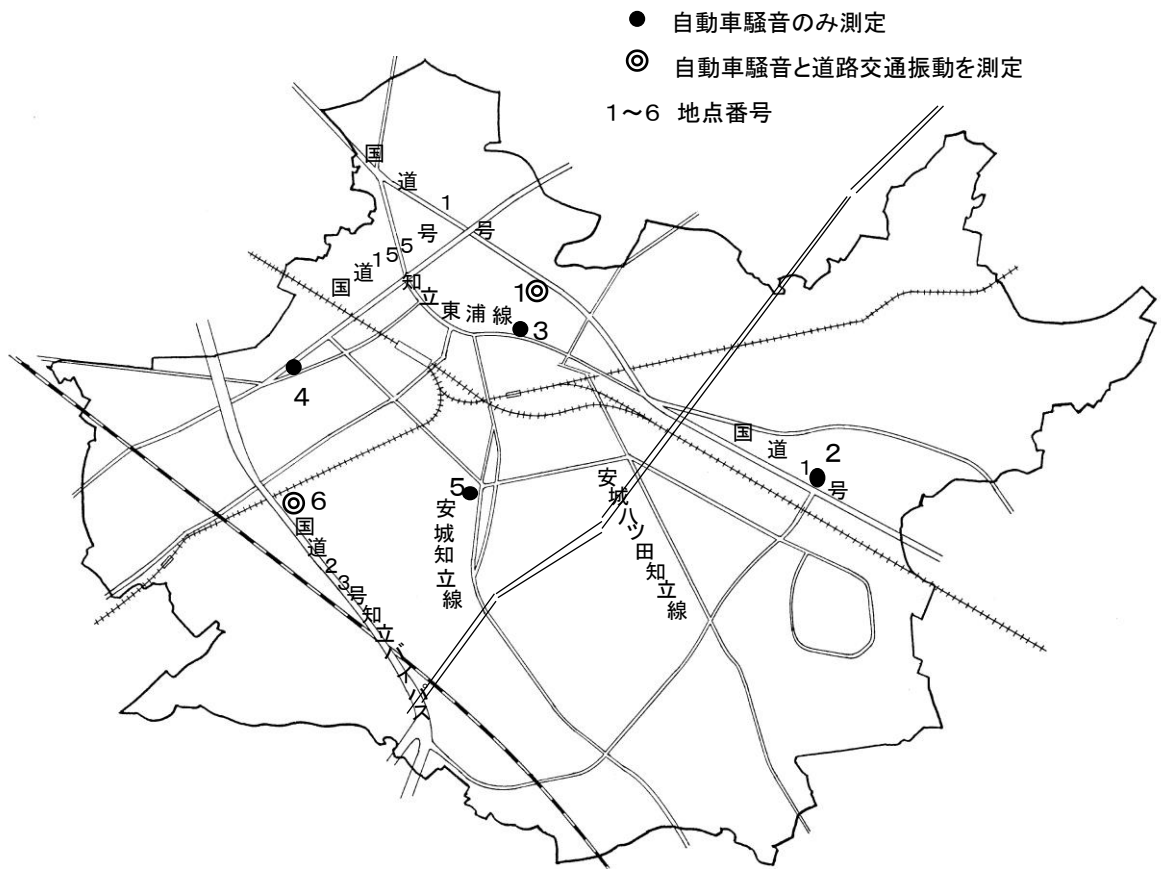 ● 自動車騒音のみ測定
◎ 自動車騒音と道路交通振動を測定
1～6 地点番号
国道1号
国道155号
知立東浦線
1
3
4
国道1号
2
5
安城知立線
安城八ツ田知立線
6
国道23号知立バイパス